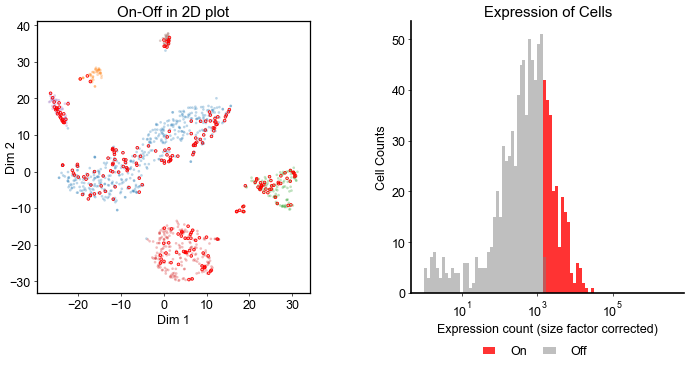 On-Off in 2D plot
40
30
20
10
0
−10
−20
−30
Dim 2
−20 −10 0 10 20 30
Dim 1
Expression of Cells
50
40
30
20
10
0
Cell Counts
10^1 10^3 10^5
Expression count (size factor corrected)
On Off